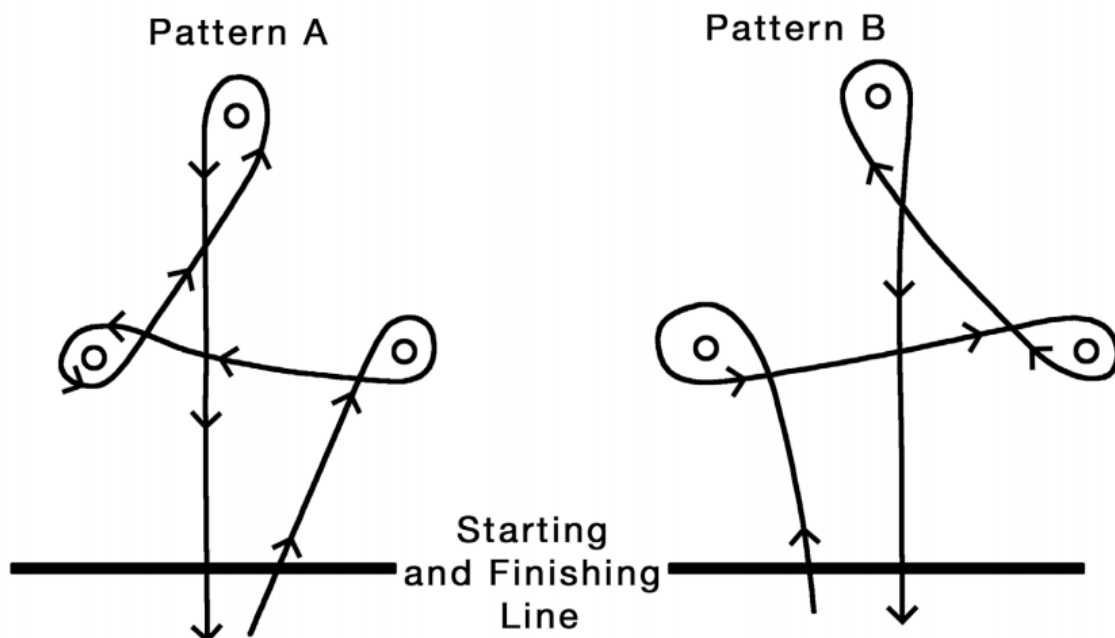 Pattern A
Pattern B
Starting
and Finishing
Line